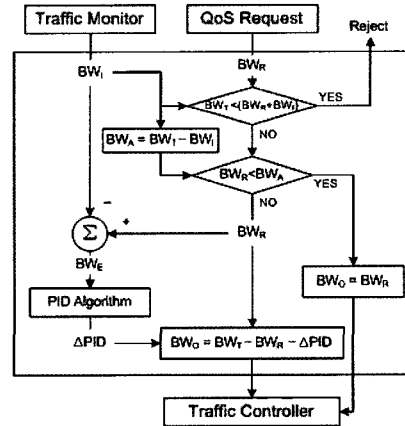 Traffic Monitor
QoS Request
Reject
BW_I
BW_R
BW_T<(BW_R+BW_I)
YES
NO
BW_A = BW_T − BW_I
BW_R<BW_A
YES
NO
−
+
Σ
BW_R
BW_E
BW_O = BW_R
PID Algorithm
ΔPID
BW_O = BW_T − BW_R − ΔPID
Traffic Controller